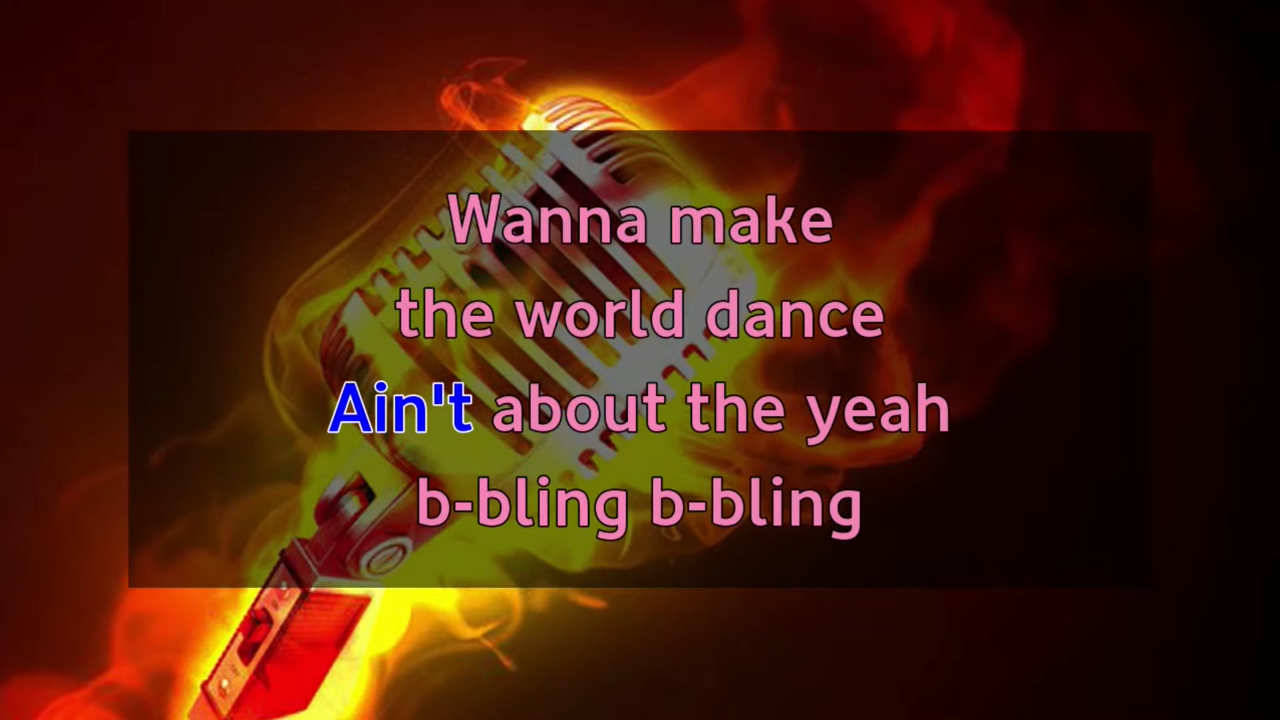 Wanna make
the world dance
Ain't about the yeah
b-bling b-bling